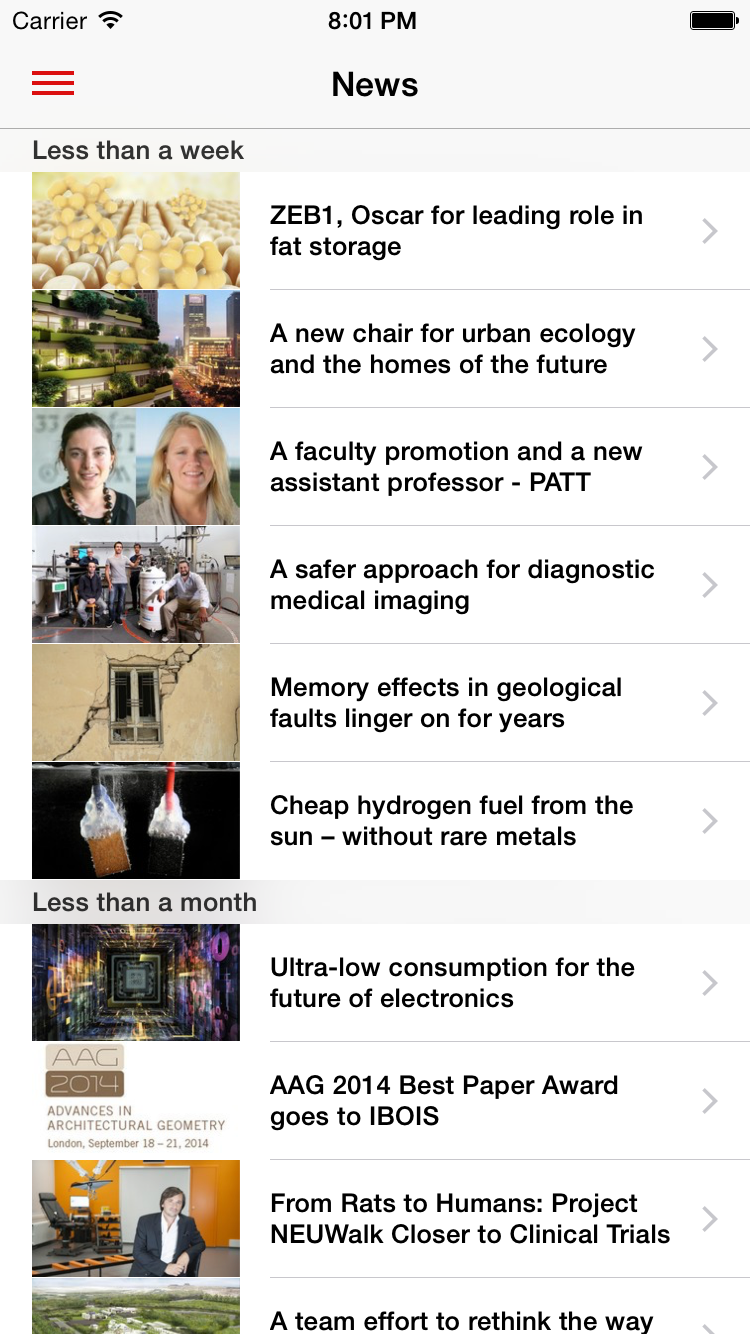 Carrier 8:01 PM
News
Less than a week
ZEB1, Oscar for leading role in
fat storage
A new chair for urban ecology
and the homes of the future
A faculty promotion and a new
assistant professor - PATT
A safer approach for diagnostic
medical imaging
Memory effects in geological
faults linger on for years
Cheap hydrogen fuel from the
sun – without rare metals
Less than a month
Ultra-low consumption for the
future of electronics
AAG
2014
ADVANCES IN
ARCHITECTURAL GEOMETRY
London, September 18 – 21, 2014
AAG 2014 Best Paper Award
goes to IBOIS
From Rats to Humans: Project
NEUWalk Closer to Clinical Trials
A team effort to rethink the way